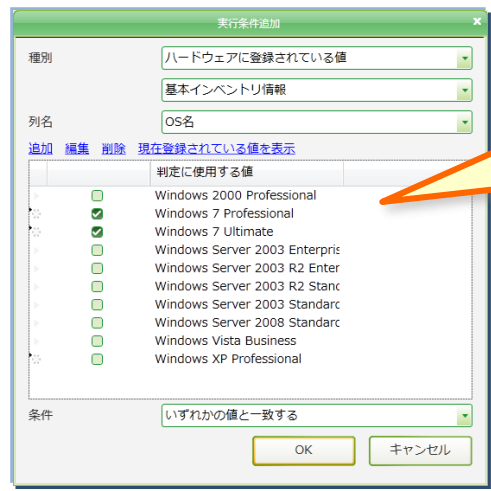 実行条件追加
種別
ハードウェアに登録されている値
基本インベントリ情報
列名
OS名
追加 編集 削除 現在登録されている値を表示
判定に使用する値
Windows 2000 Professional
Windows 7 Professional
Windows 7 Ultimate
Windows Server 2003 Enterpris
Windows Server 2003 R2 Enter
Windows Server 2003 R2 Stanc
Windows Server 2003 Standarc
Windows Server 2008 Standarc
Windows Vista Business
Windows XP Professional
条件
いずれかの値と一致する
OK
キャンセル